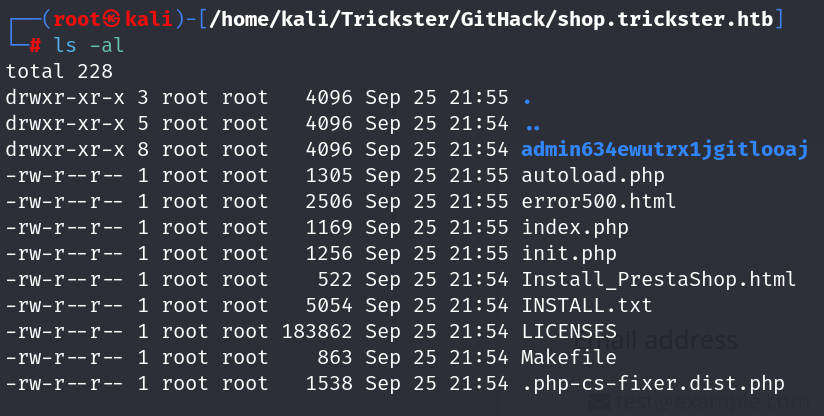 ┌──(root㉿kali)-[/home/kali/Trickster/GitHack/shop.trickster.htb]
└─# ls -al
total 228
drwxr-xr-x 3 root root   4096 Sep 25 21:55 .
drwxr-xr-x 5 root root   4096 Sep 25 21:54 ..
drwxr-xr-x 8 root root   4096 Sep 25 21:54 admin634ewutrx1jgitlooaj
-rw-r--r-- 1 root root   1305 Sep 25 21:55 autoload.php
-rw-r--r-- 1 root root   2506 Sep 25 21:55 error500.html
-rw-r--r-- 1 root root   1169 Sep 25 21:55 index.php
-rw-r--r-- 1 root root   1256 Sep 25 21:55 init.php
-rw-r--r-- 1 root root    522 Sep 25 21:54 Install_PrestaShop.html
-rw-r--r-- 1 root root   5054 Sep 25 21:54 INSTALL.txt
-rw-r--r-- 1 root root 183862 Sep 25 21:54 LICENSES
Email address
-rw-r--r-- 1 root root    863 Sep 25 21:54 Makefile
-rw-r--r-- 1 root root   1538 Sep 25 21:54 .php-cs-fixer.dist.php
test@example.com